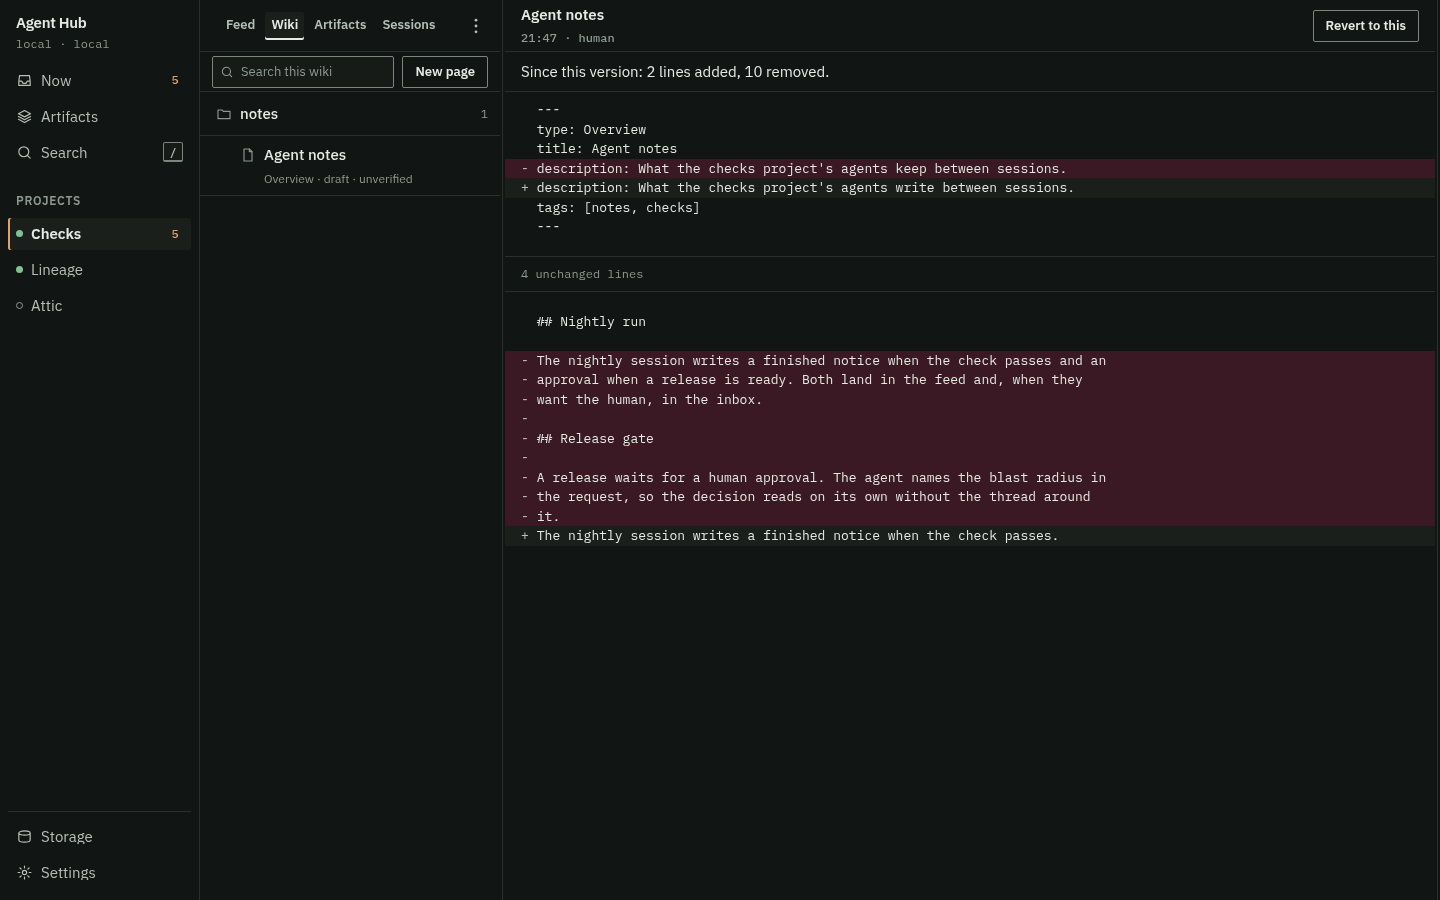 Agent Hub
local · local
Now 5
Artifacts
Search /
PROJECTS
Checks 5
Lineage
Attic
Storage
Settings
Feed Wiki Artifacts Sessions
Search this wiki New page
notes 1
Agent notes
Overview · draft · unverified
Agent notes
21:47 · human
Revert to this
Since this version: 2 lines added, 10 removed.
---
type: Overview
title: Agent notes
- description: What the checks project's agents keep between sessions.
+ description: What the checks project's agents write between sessions.
tags: [notes, checks]
---
4 unchanged lines
## Nightly run
- The nightly session writes a finished notice when the check passes and an
- approval when a release is ready. Both land in the feed and, when they
- want the human, in the inbox.
-
- ## Release gate
-
- A release waits for a human approval. The agent names the blast radius in
- the request, so the decision reads on its own without the thread around
- it.
+ The nightly session writes a finished notice when the check passes.